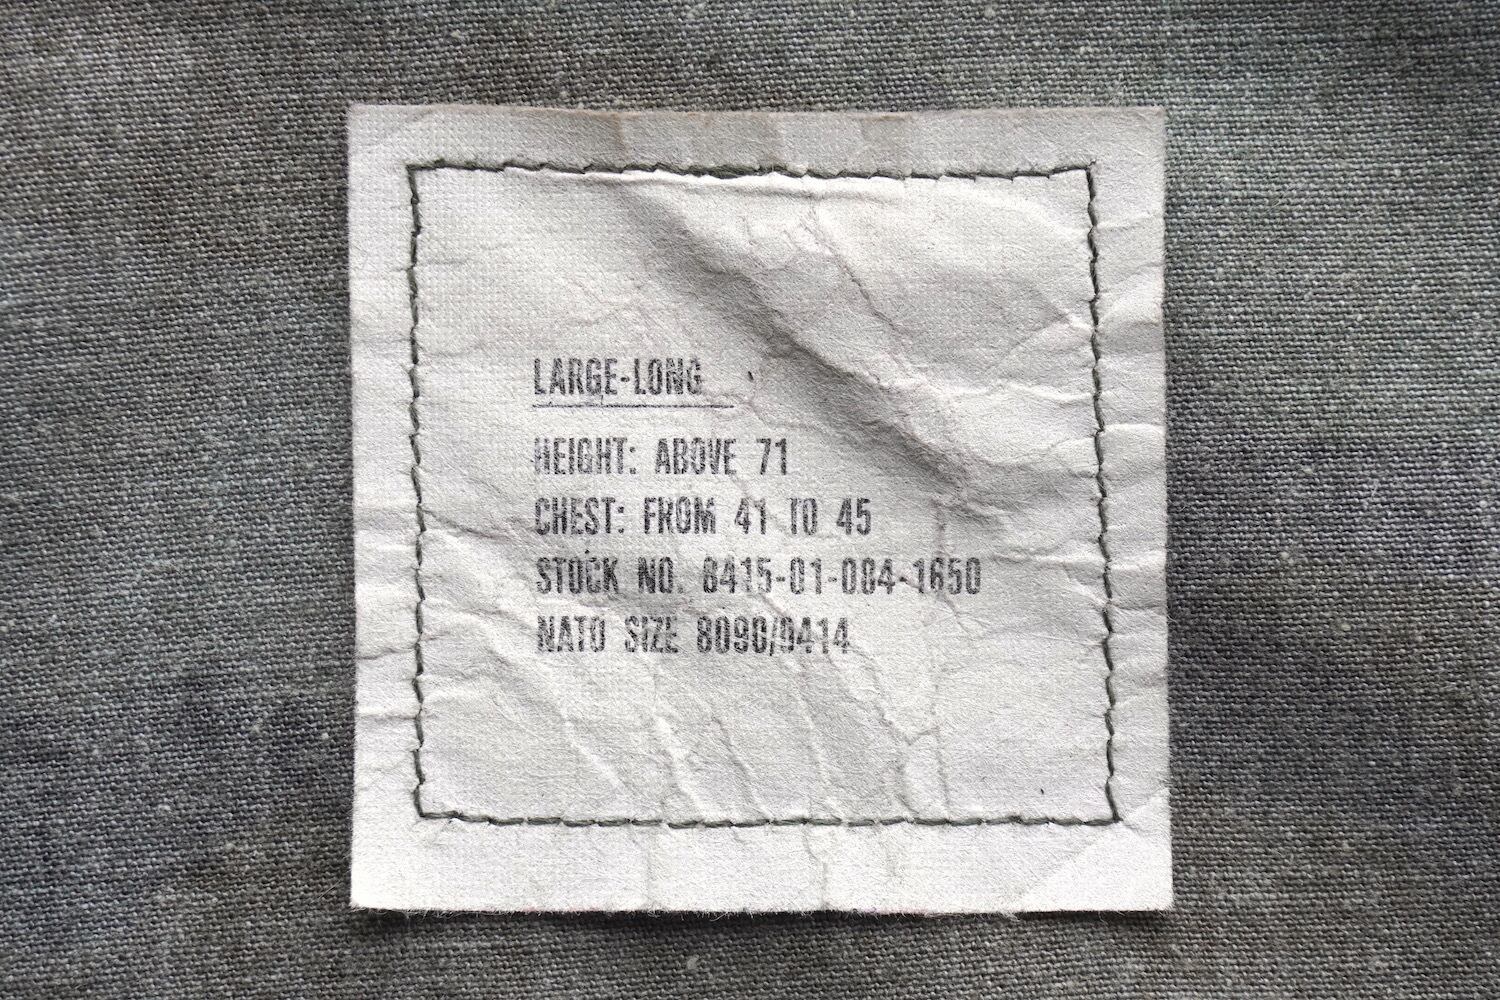 LARGE-LONG
HEIGHT: ABOVE 71
CHEST: FROM 41 TO 45
STOCK NO. 8415-01-084-1650
NATO SIZE 8090/9414